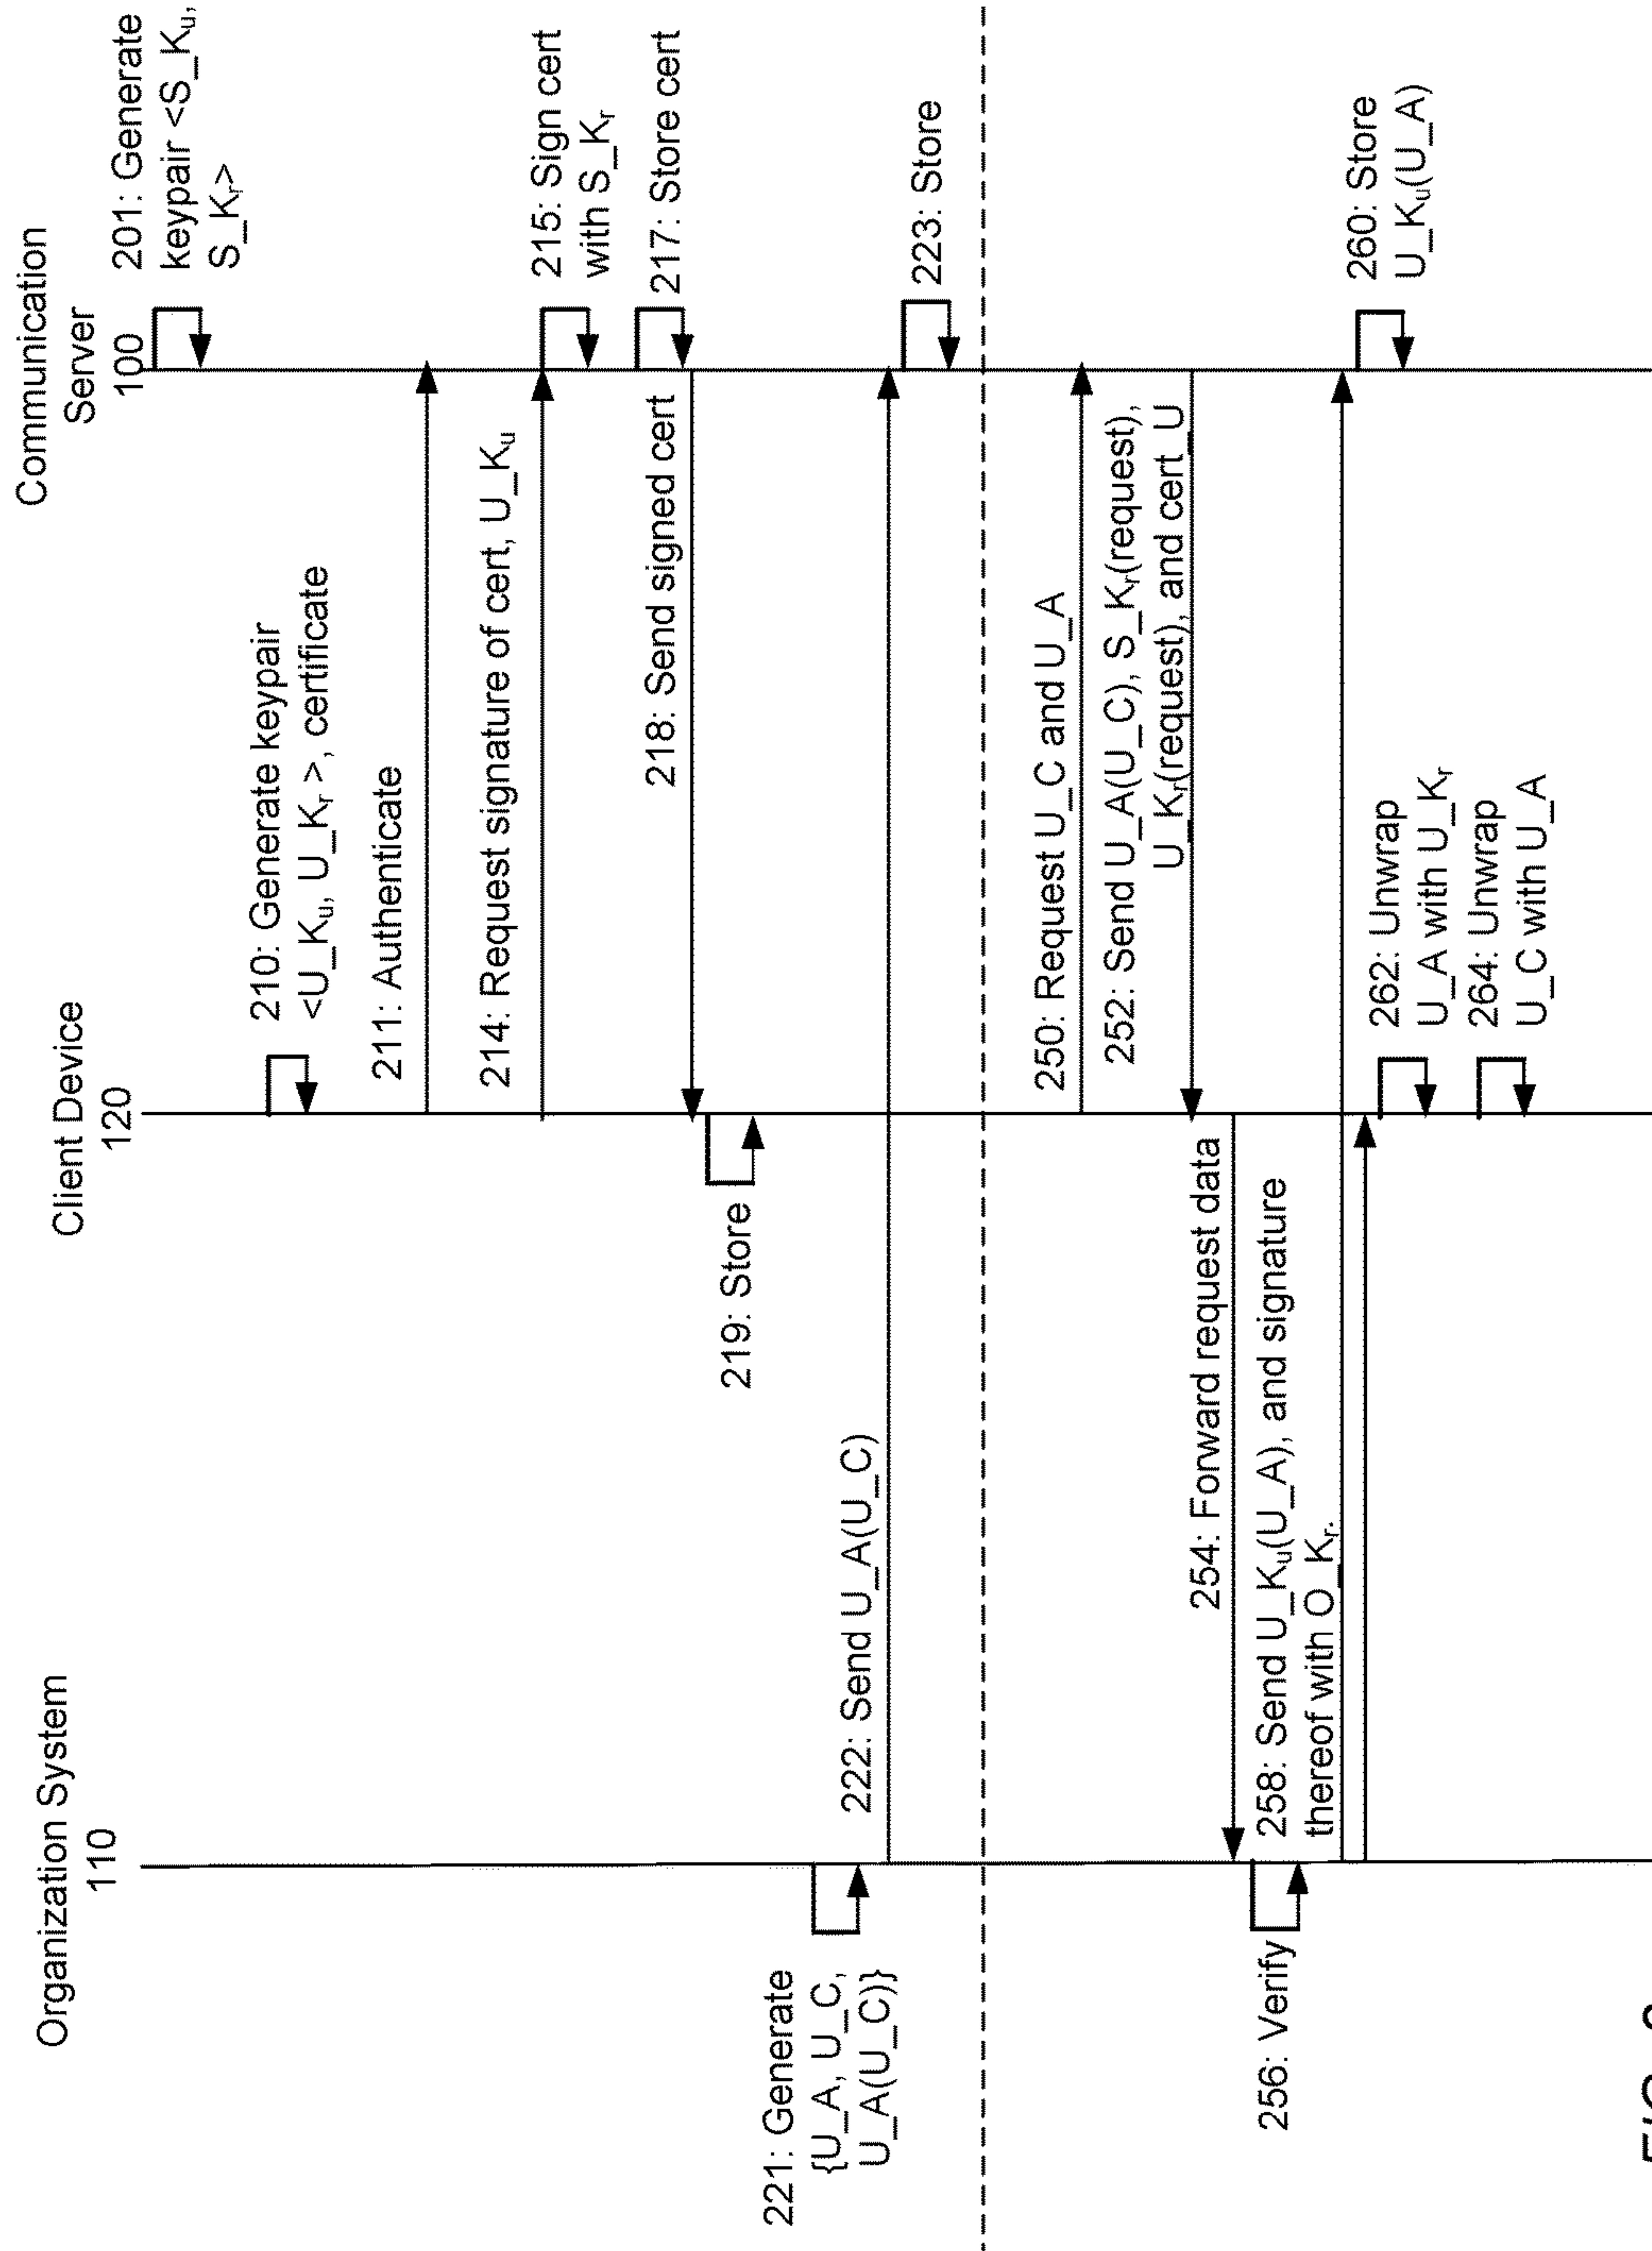 Organization System
110
Client Device
120
Communication
Server
100
201: Generate
keypair <S_Kᵤ,
S_Kᵣ>
210: Generate keypair
<U_Kᵤ, U_Kᵣ >, certificate
211: Authenticate
214: Request signature of cert, U_Kᵤ
215: Sign cert
with S_Kᵣ
217: Store cert
218: Send signed cert
219: Store
221: Generate
{U_A, U_C,
U_A(U_C)}
222: Send U_A(U_C)
223: Store
250: Request U_C and U_A
252: Send U_A(U_C), S_Kᵣ(request),
U_Kᵣ(request), and cert_U
254: Forward request data
256: Verify
258: Send U_Kᵤ(U_A), and signature
thereof with O_Kᵣ.
260: Store
U_Kᵤ(U_A)
262: Unwrap
U_A with U_Kᵣ
264: Unwrap
U_C with U_A
FIG.